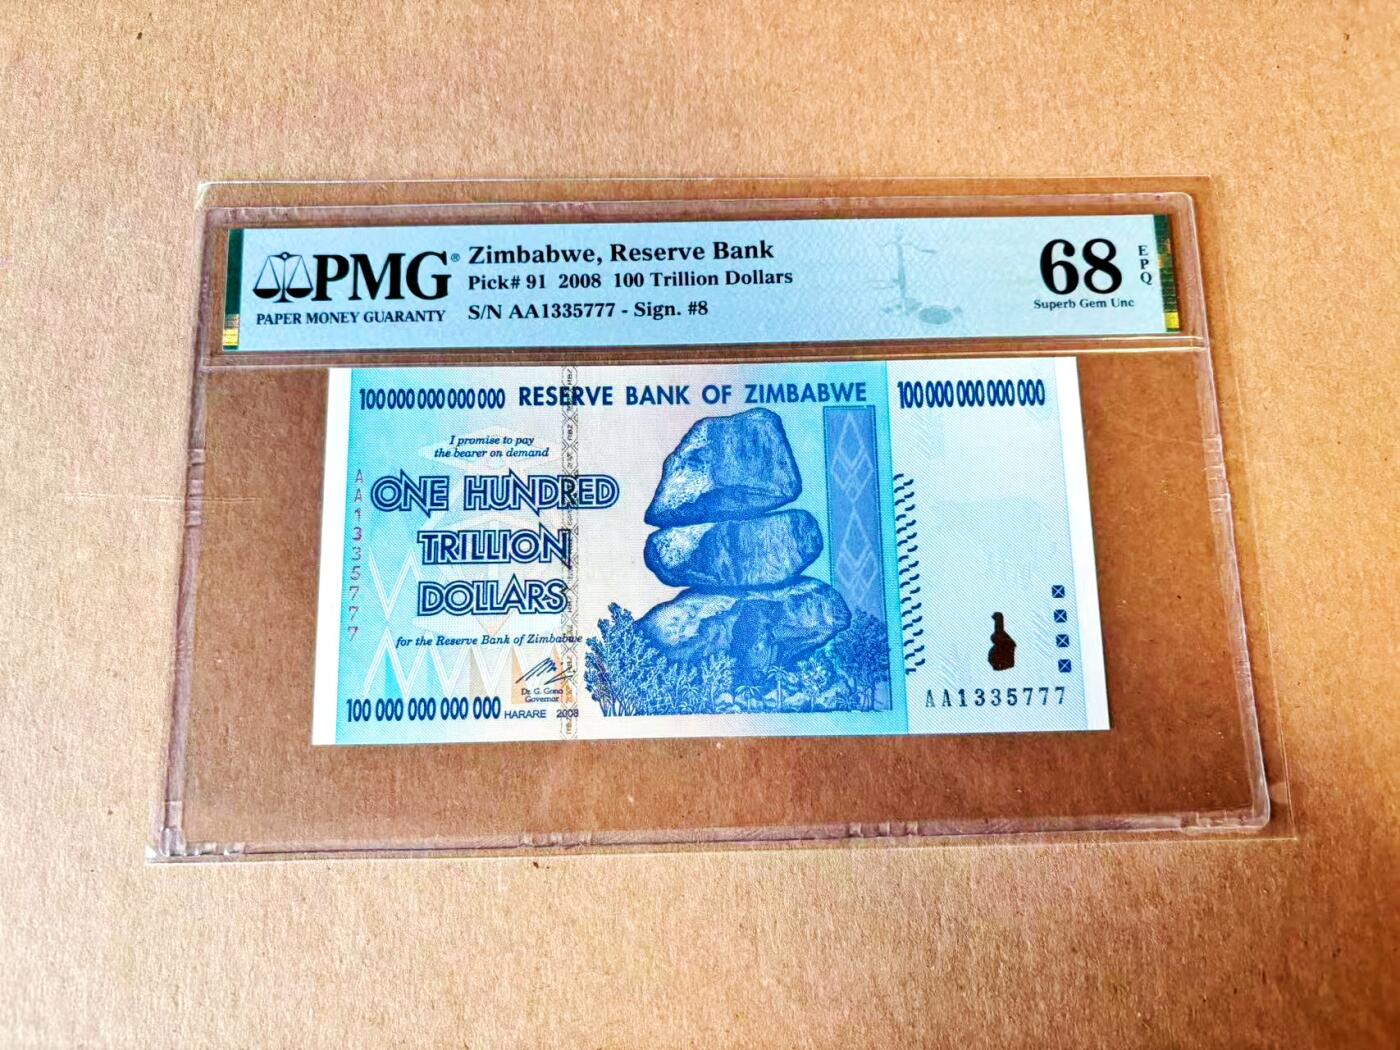 PMG®
PAPER MONEY GUARANTY
Zimbabwe, Reserve Bank
Pick# 91 2008 100 Trillion Dollars
S/N AA1335777 - Sign. #8
68
EPQ
Superb Gem Unc
100 000 000 000 000 RESERVE BANK OF ZIMBABWE 100 000 000 000 000
I promise to pay
the bearer on demand
ONE HUNDRED
TRILLION
DOLLARS
for the Reserve Bank of Zimbabwe
Dr. G. Gono
Governor
100 000 000 000 000 HARARE 2008
AA1335777
AA1335777
RBZ